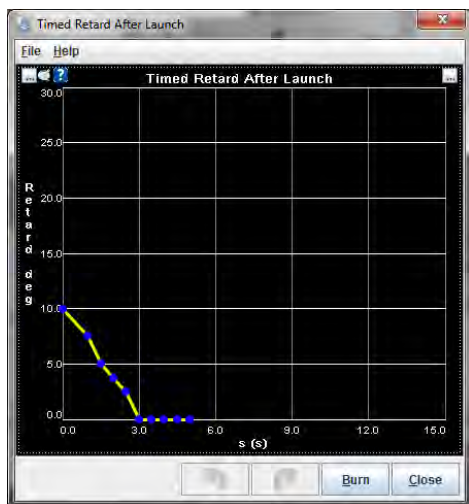 Timed Retard After Launch
File Help
Timed Retard After Launch
30.0
25.0
20.0
15.0
10.0
5.0
0.0
Retard deg
0.0 3.0 6.0 9.0 12.0 15.0
s (s)
Burn Close